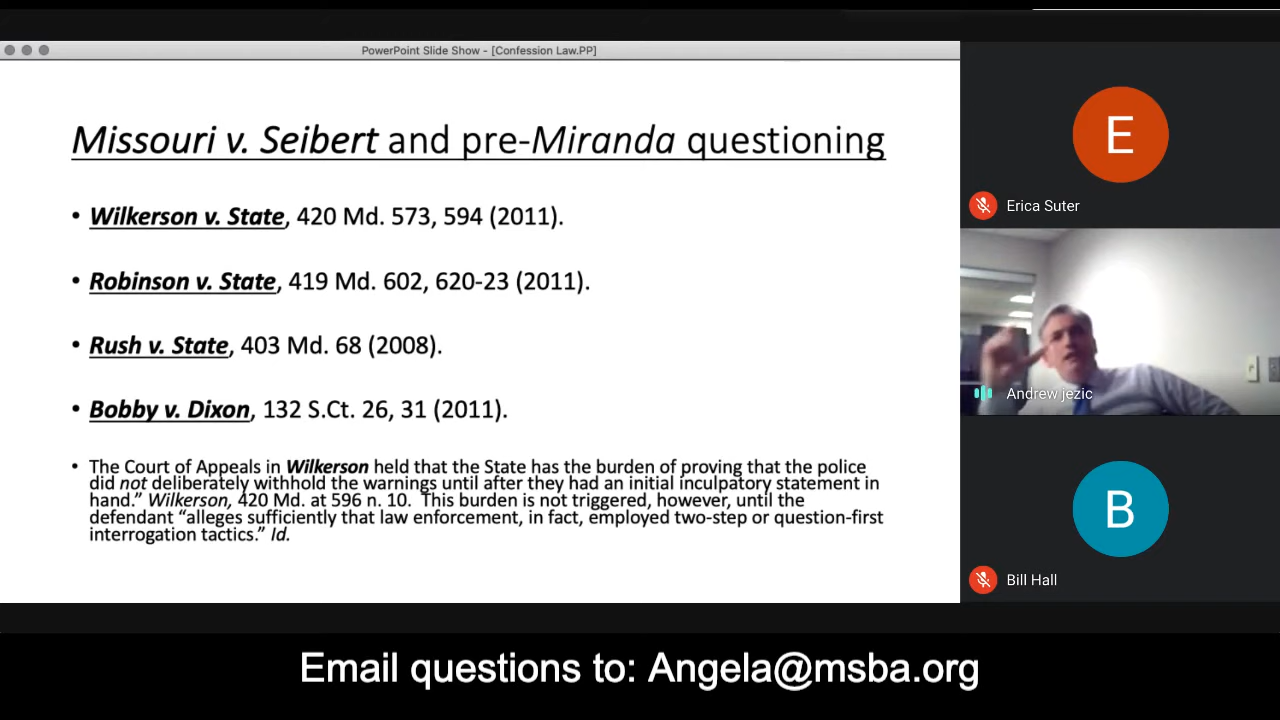 PowerPoint Slide Show - [Confession Law.PP]
Missouri v. Seibert and pre-Miranda questioning
• Wilkerson v. State, 420 Md. 573, 594 (2011).
• Robinson v. State, 419 Md. 602, 620-23 (2011).
• Rush v. State, 403 Md. 68 (2008).
• Bobby v. Dixon, 132 S.Ct. 26, 31 (2011).
• The Court of Appeals in Wilkerson held that the State has the burden of proving that the police
did not deliberately withhold the warnings until after they had an initial inculpatory statement in
hand.” Wilkerson, 420 Md. at 596 n. 10. This burden is not triggered, however, until the
defendant “alleges sufficiently that law enforcement, in fact, employed two-step or question-first
interrogation tactics.” Id.
E
Erica Suter
Andrew jezic
B
Bill Hall
Email questions to: Angela@msba.org